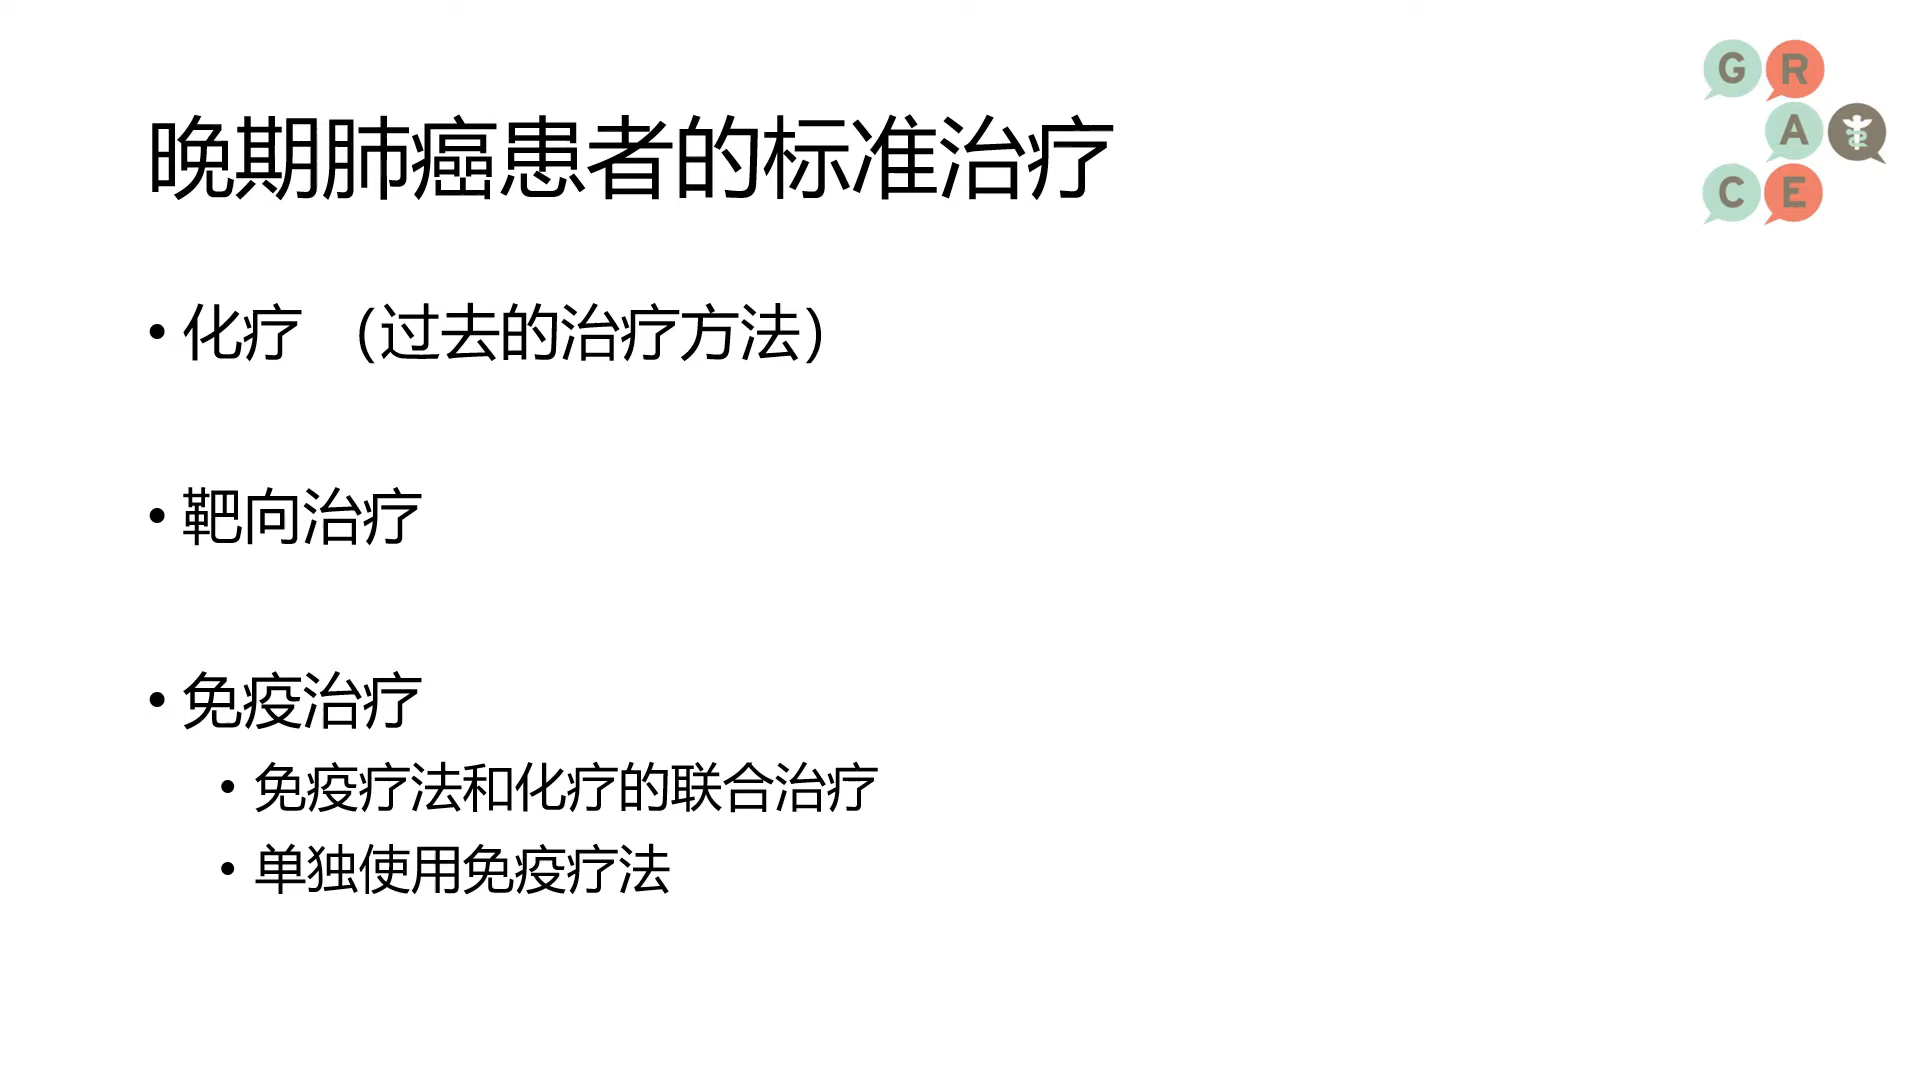 晚期肺癌患者的标准治疗
G R
A
C E
• 化疗 （过去的治疗方法）
• 靶向治疗
• 免疫治疗
• 免疫疗法和化疗的联合治疗
• 单独使用免疫疗法